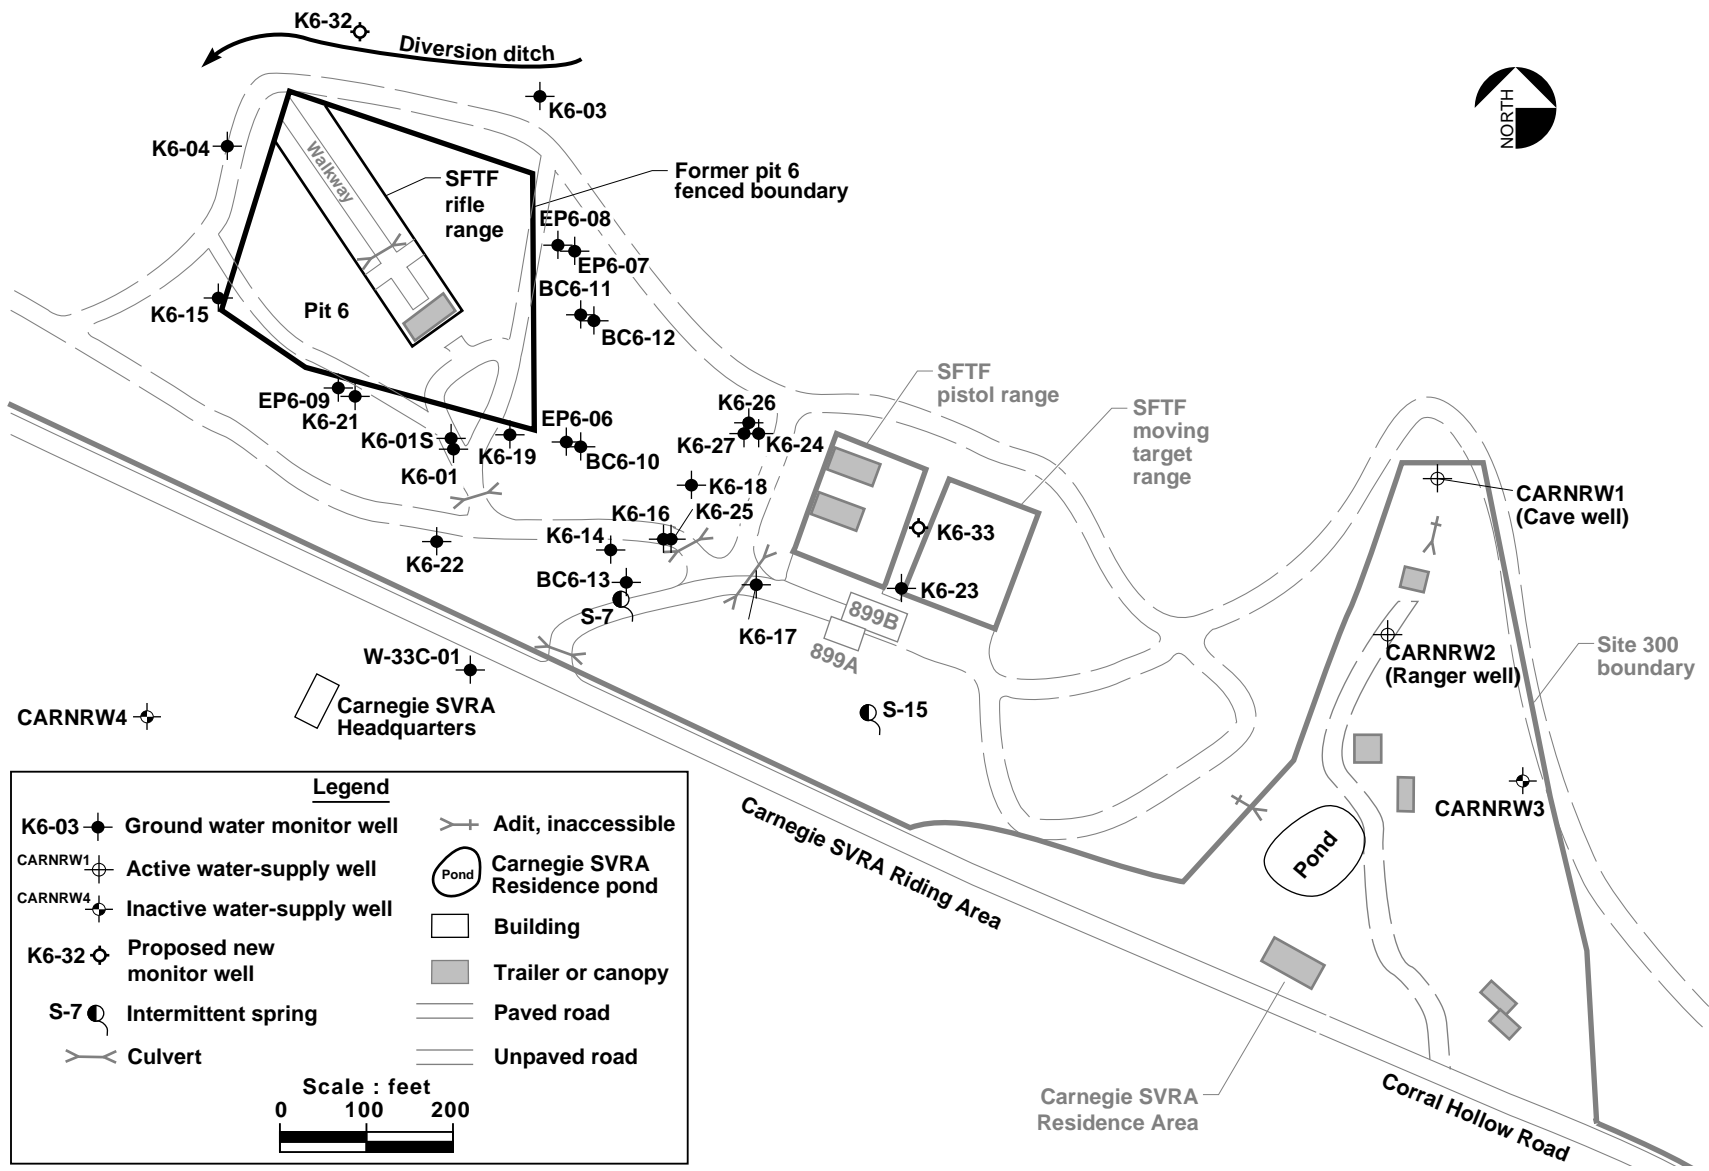 K6-32
Diversion ditch
K6-03
NORTH
K6-04
Walkway
SFTF
rifle
range
Former pit 6
fenced boundary
EP6-08
EP6-07
BC6-11
BC6-12
K6-15
Pit 6
SFTF
pistol range
SFTF
moving
target
range
EP6-09
K6-21
K6-01S
K6-01
K6-19
EP6-06
BC6-10
K6-26
K6-27
K6-24
K6-18
K6-16
K6-25
K6-14
K6-22
BC6-13
S-7
K6-17
K6-33
K6-23
899B
899A
CARNRW1
(Cave well)
CARNRW2
(Ranger well)
Site 300
boundary
W-33C-01
CARNRW4
Carnegie SVRA
Headquarters
S-15
CARNRW3
Pond
Carnegie SVRA Riding Area
Carnegie SVRA
Residence Area
Corral Hollow Road
Legend
K6-03 Ground water monitor well
CARNRW1 Active water-supply well
CARNRW4 Inactive water-supply well
K6-32 Proposed new
monitor well
S-7 Intermittent spring
Culvert
Adit, inaccessible
Pond Carnegie SVRA
Residence pond
Building
Trailer or canopy
Paved road
Unpaved road
Scale : feet
0 100 200